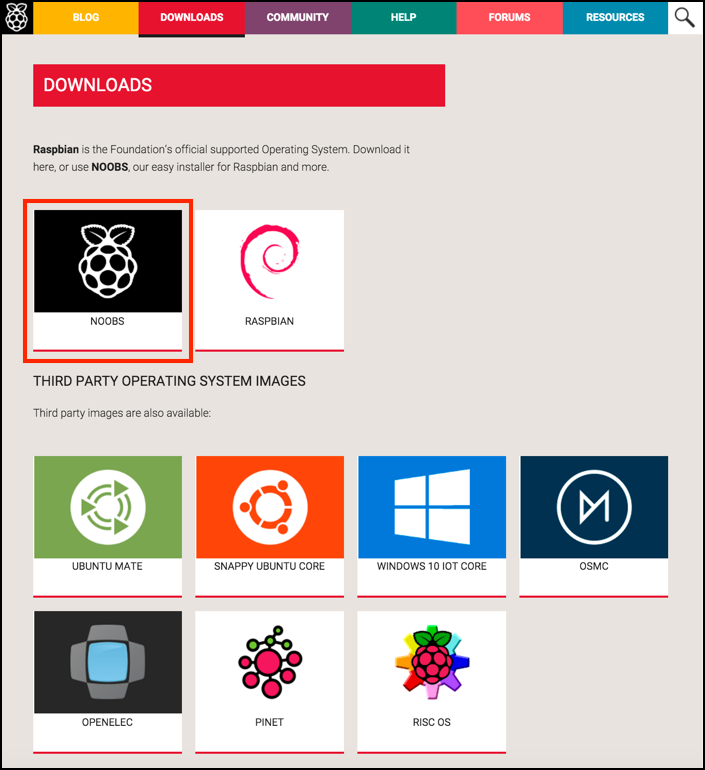 BLOG
DOWNLOADS
COMMUNITY
HELP
FORUMS
RESOURCES
DOWNLOADS
Raspbian is the Foundation's official supported Operating System. Download it
here, or use NOOBS, our easy installer for Raspbian and more.
NOOBS
RASPBIAN
THIRD PARTY OPERATING SYSTEM IMAGES
Third party images are also available:
UBUNTU MATE
SNAPPY UBUNTU CORE
WINDOWS 10 IOT CORE
OSMC
OPENELEC
PINET
RISC OS